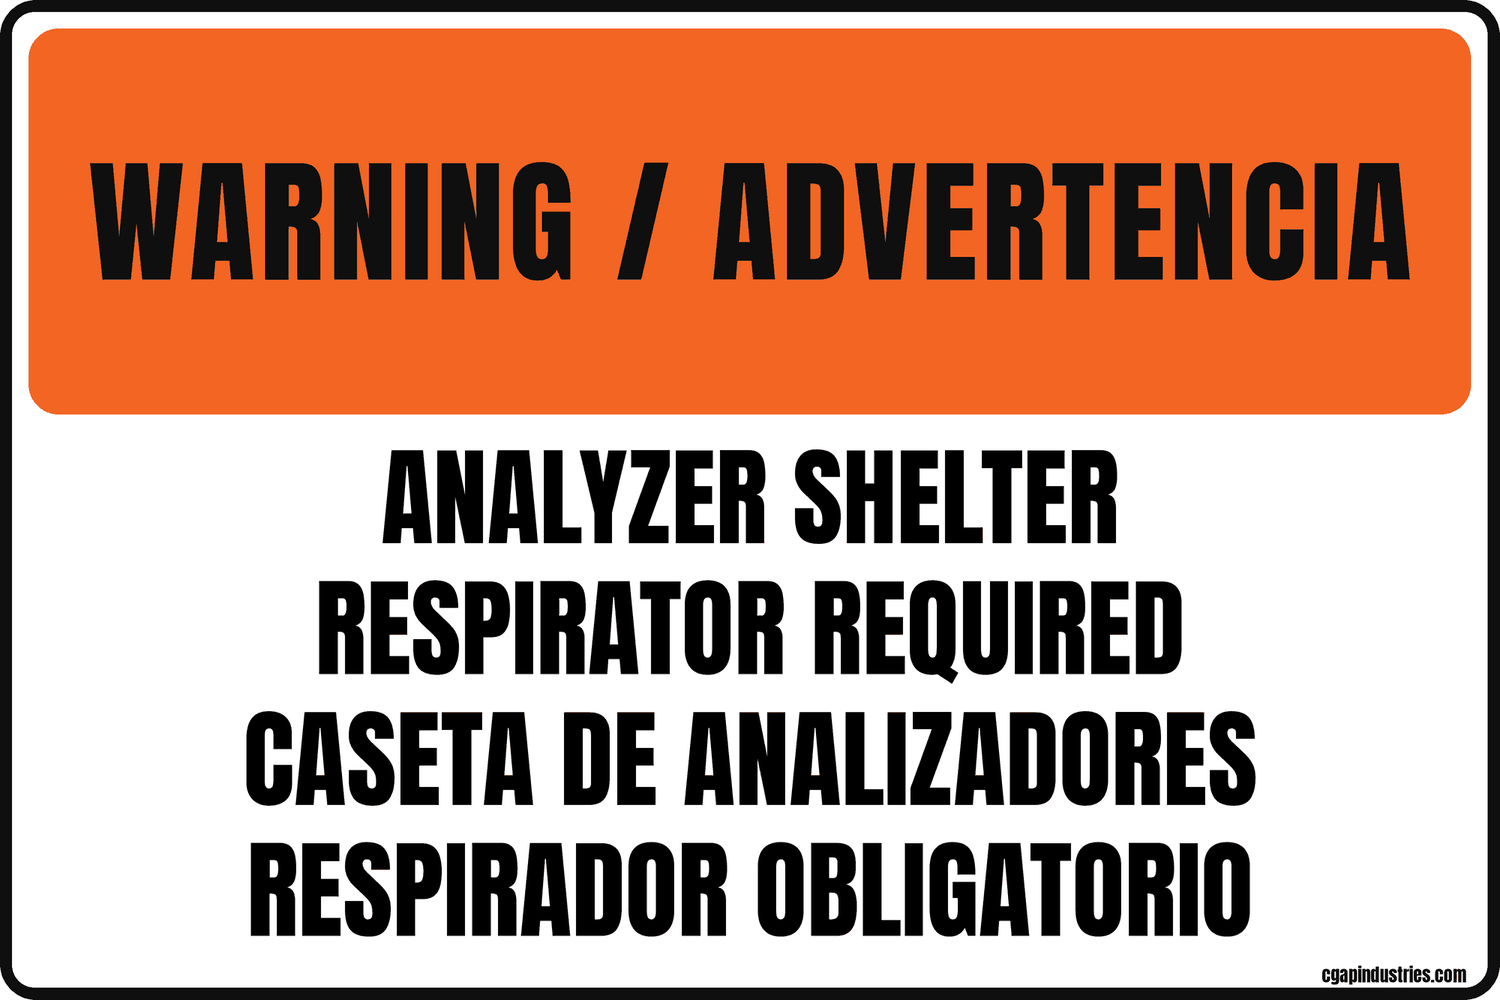 WARNING / ADVERTENCIA
ANALYZER SHELTER
RESPIRATOR REQUIRED
CASETA DE ANALIZADORES
RESPIRADOR OBLIGATORIO
cgapindustries.com